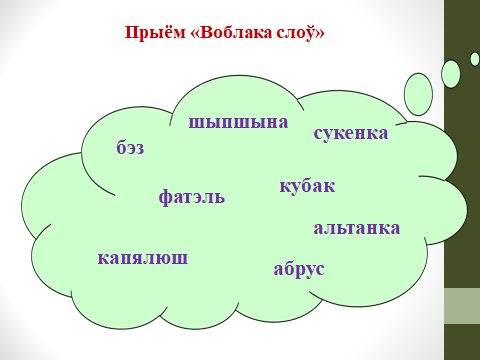 Прыём «Воблака слоў»
шыпшына
сукенка
бэз
кубак
фатэль
альтанка
капялюш
абрус